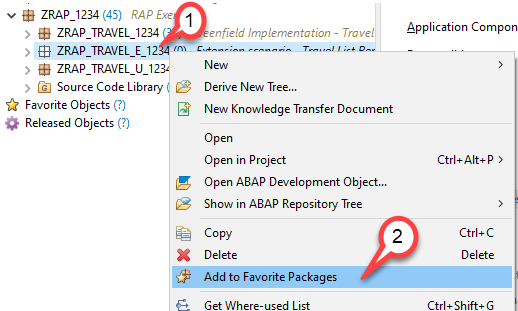 ZRAP_1234 (45) RAP Exe
ZRAP_TRAVEL_1234 Greenfield Implementation - Travel
ZRAP_TRAVEL_E_1234 (0) Extension scenario - Travel List Re
ZRAP_TRAVEL_U_1234
Source Code Library
Favorite Objects (?)
Released Objects (?)
Application Compone
1
New
Derive New Tree...
New Knowledge Transfer Document
Open
Open in Project Ctrl+Alt+P
Open ABAP Development Object...
Show in ABAP Repository Tree
Copy Ctrl+C
Delete Delete
Add to Favorite Packages
2
Get Where-used List Ctrl+Shift+G